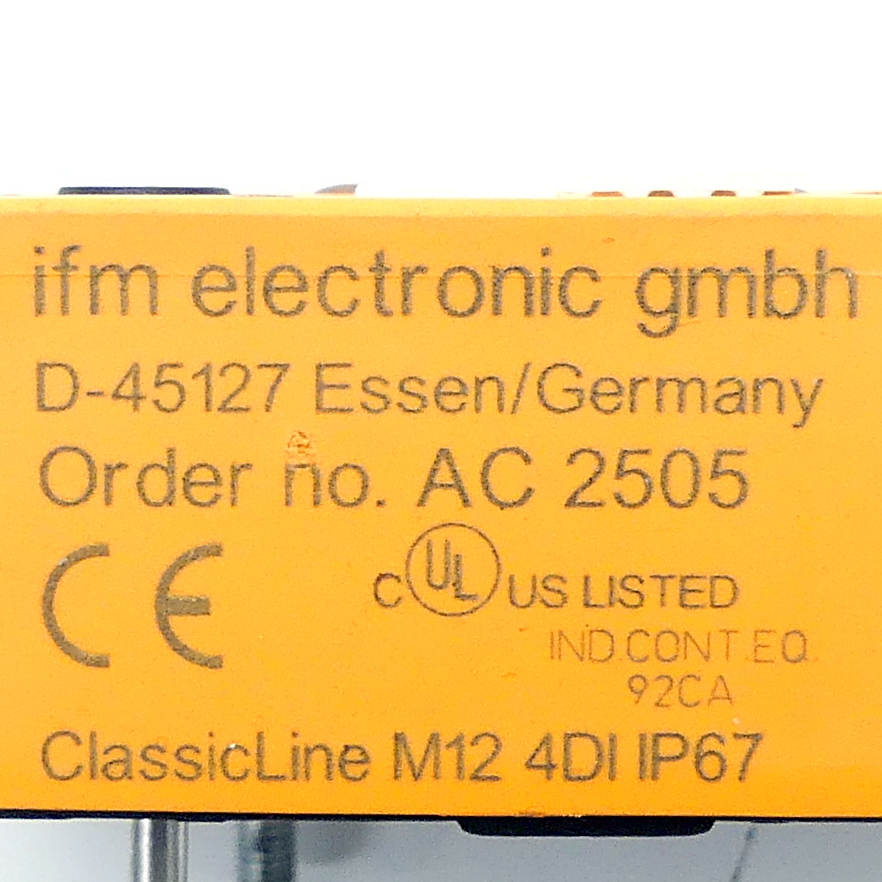 ifm electronic gmbh
D-45127 Essen/Germany
Order no. AC 2505
CE
C UL US LISTED
IND.CONT.EQ.
92CA
ClassicLine M12 4DI IP67